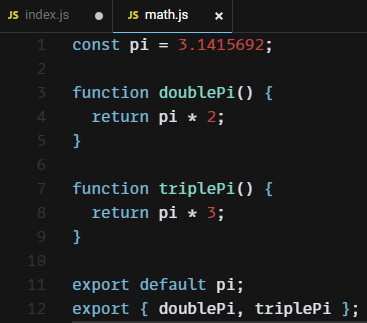 JS index.js JS math.js ×
1 const pi = 3.1415692;
2
3 function doublePi() {
4   return pi * 2;
5 }
6
7 function triplePi() {
8   return pi * 3;
9 }
10
11 export default pi;
12 export { doublePi, triplePi };